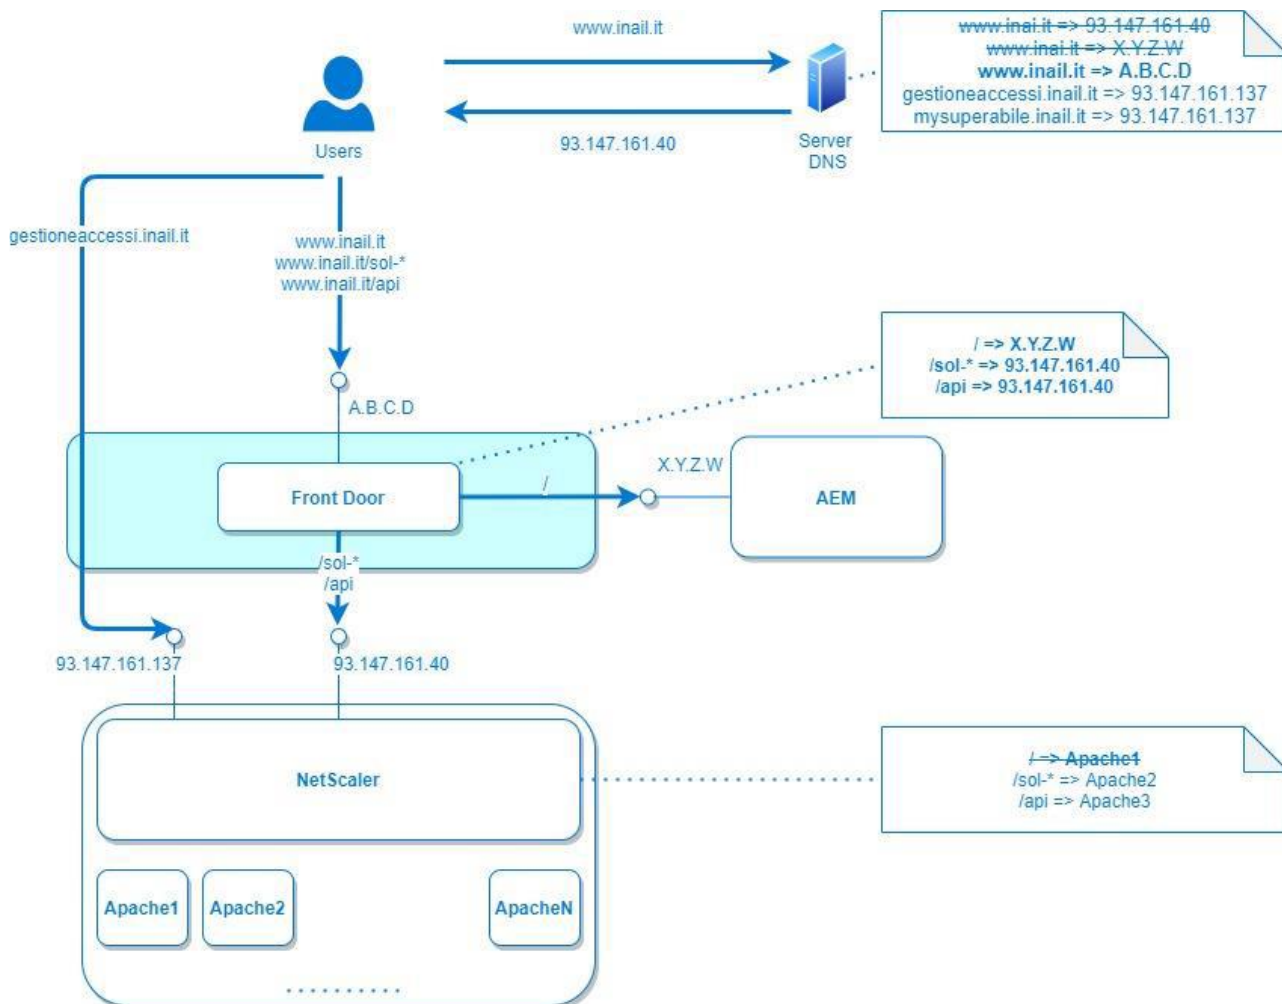 www.inail.it
www.inai.it => 93.147.161.40
www.inai.it => X.Y.Z.W
www.inail.it => A.B.C.D
gestioneaccessi.inail.it => 93.147.161.137
mysuperabile.inail.it => 93.147.161.137
93.147.161.40
Server
DNS
Users
gestioneaccessi.inail.it
www.inail.it
www.inail.it/sol-*
www.inail.it/api
/ => X.Y.Z.W
/sol-* => 93.147.161.40
/api => 93.147.161.40
A.B.C.D
Front Door
/
X.Y.Z.W
AEM
/sol-*
/api
93.147.161.137
93.147.161.40
NetScaler
/ => Apache1
/sol-* => Apache2
/api => Apache3
Apache1
Apache2
ApacheN